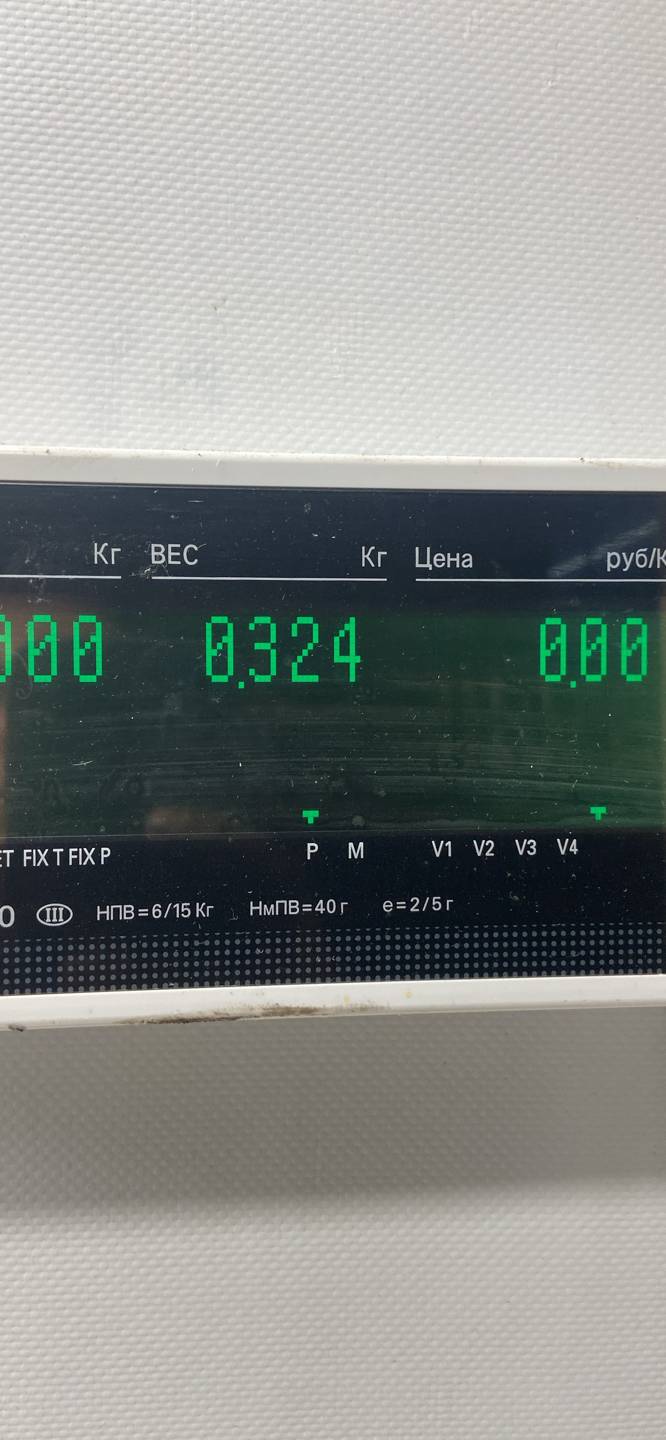 Кг ВЕС Кг Цена руб/К
000 0.324 0.00
ET FIX T FIX P P M V1 V2 V3 V4
III НПВ=6/15 Кг НмПВ=40 г e=2/5 г